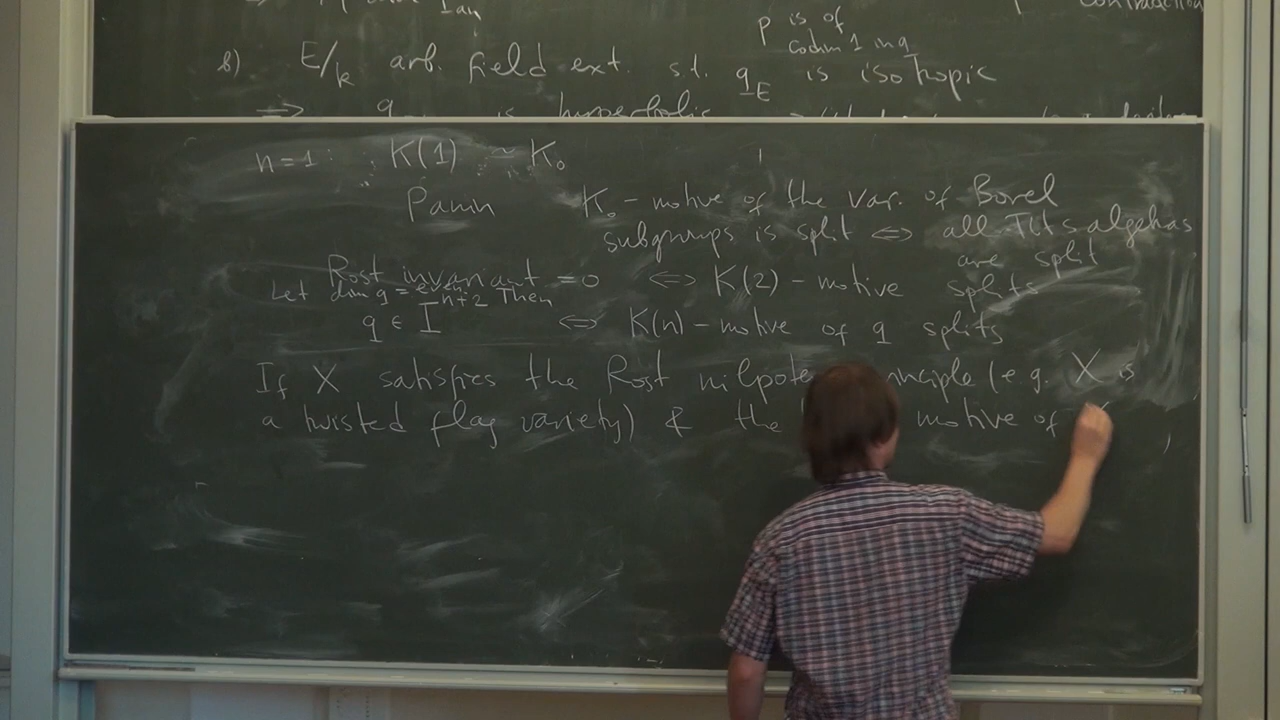 contradiction
p is of
codim 1 in q
b) E/k arb. field ext. s.t. q_E is isotropic
⇒ q is hyperbolic
n=1: K(1) ~ K₀
Panin K₀-motive of the var. of Borel
subgroups is split ⇔ all Tits algebas
are split
Rost invariant = 0 ⇔ K(2)-motive splits
Let dim q = even. Then
q ∈ I^{n+2} ⇔ K(n)-motive of q splits
If X satisfies the Rost nilpote nciple (e.g. X is
a twisted flag variety) & the motive of